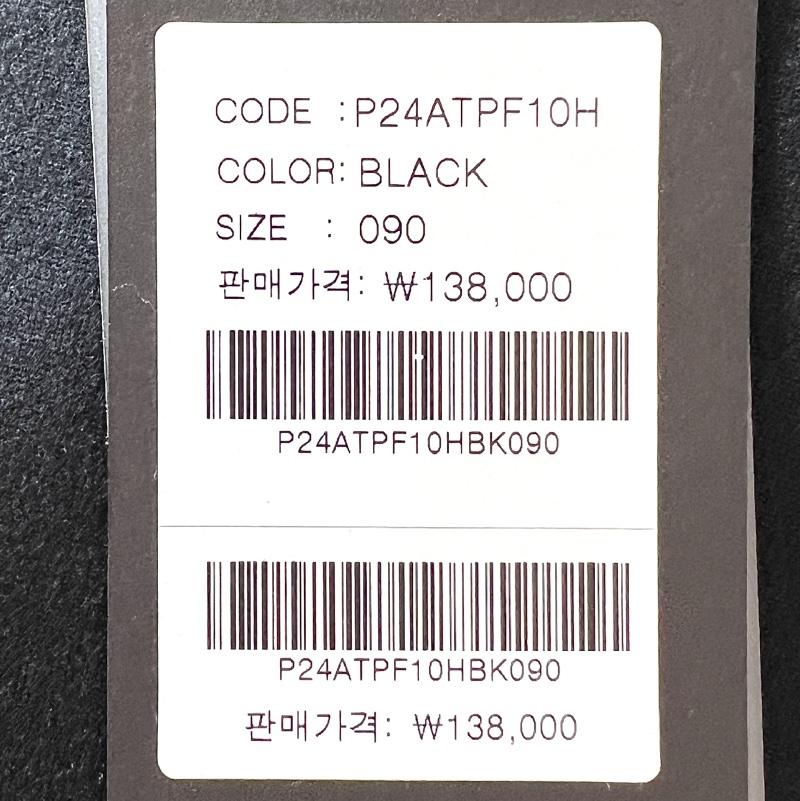 CODE :P24ATPF10H
COLOR: BLACK
SIZE : 090
판매가격: ₩138,000
P24ATPF10HBK090
P24ATPF10HBK090
판매가격: ₩138,000